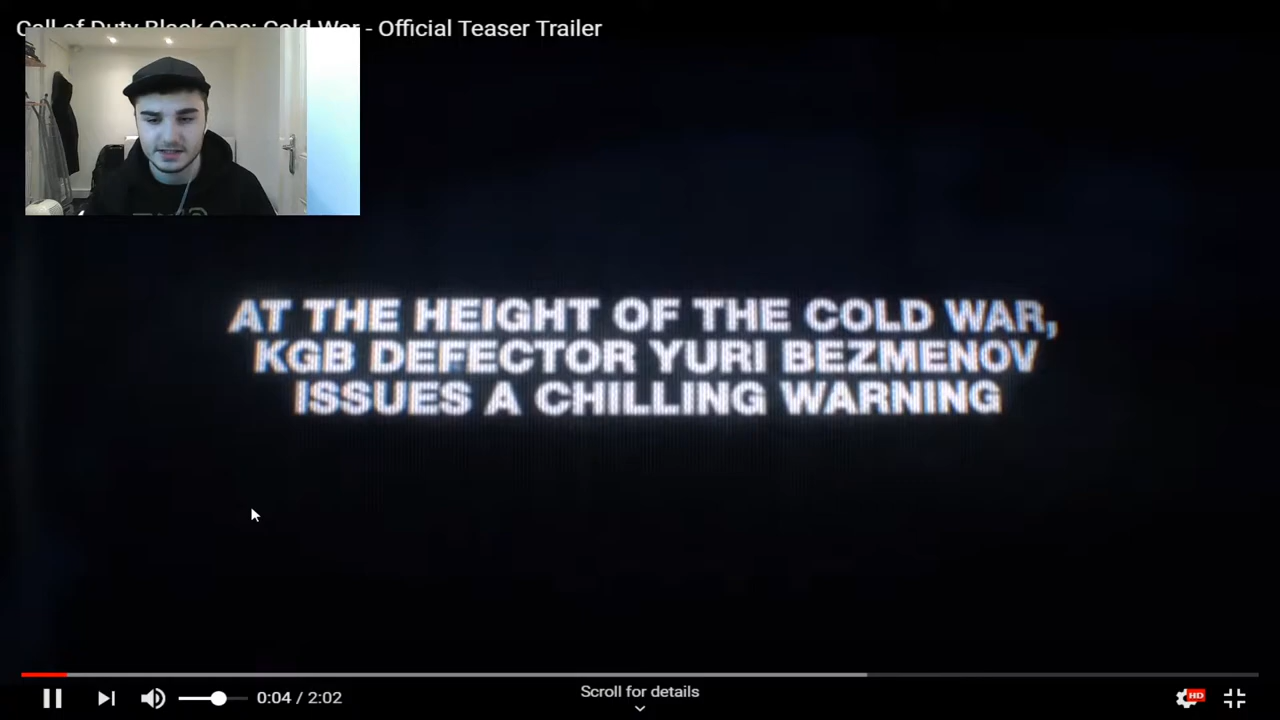 Call of Duty Black Ops: Cold War - Official Teaser Trailer
AT THE HEIGHT OF THE COLD WAR,
KGB DEFECTOR YURI BEZMENOV
ISSUES A CHILLING WARNING
0:04 / 2:02
Scroll for details
HD